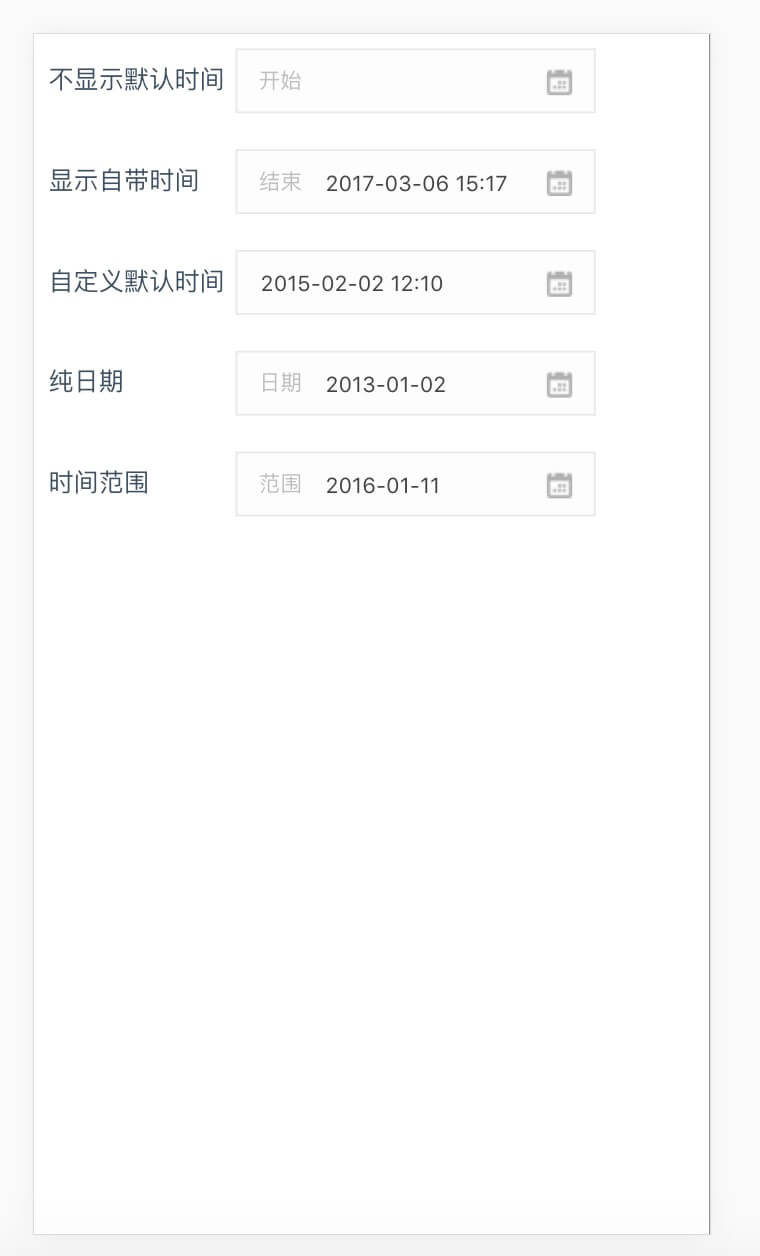 不显示默认时间 开始
显示自带时间 结束 2017-03-06 15:17
自定义默认时间 2015-02-02 12:10
纯日期 日期 2013-01-02
时间范围 范围 2016-01-11